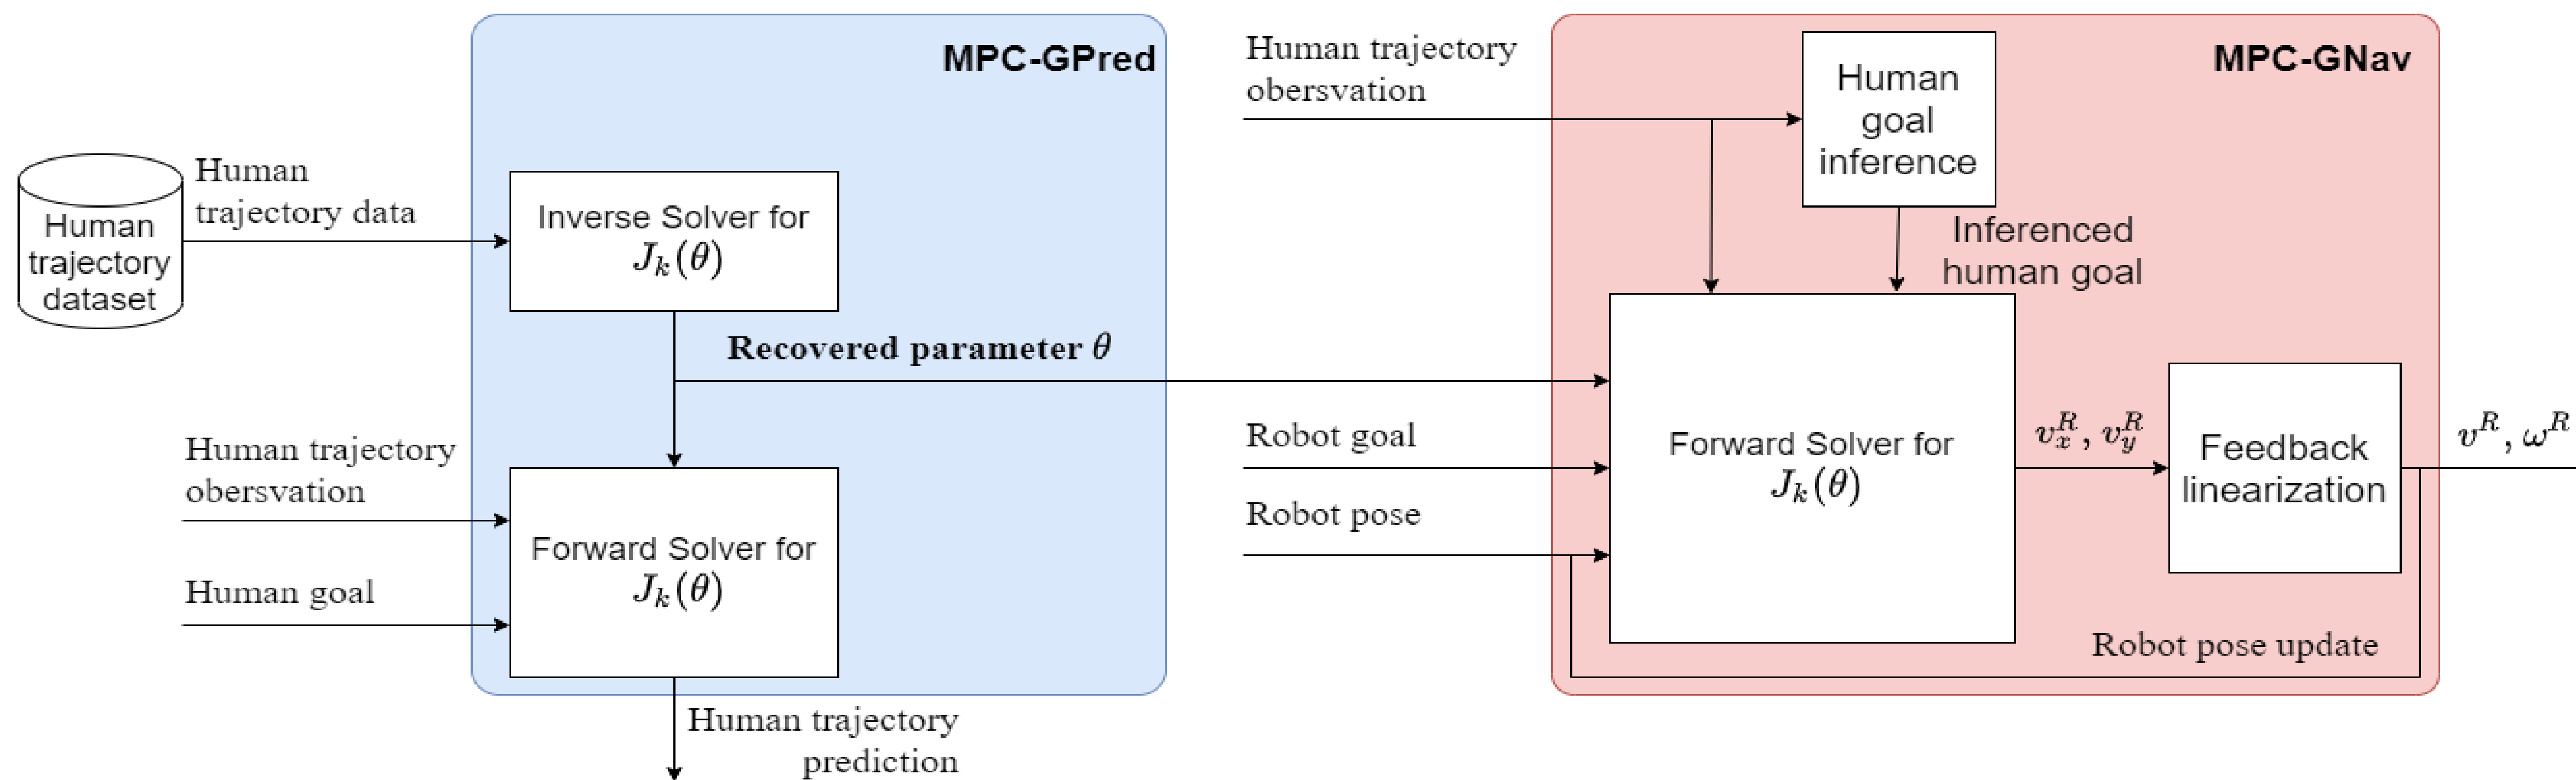 MPC-GPred
Human
trajectory
dataset
Human
trajectory data
Inverse Solver for
J_k(θ)
Recovered parameter θ
Human trajectory
obersvation
Human goal
Forward Solver for
J_k(θ)
Human trajectory
prediction
MPC-GNav
Human trajectory
obersvation
Human
goal
inference
Inferenced
human goal
Robot goal
Robot pose
Forward Solver for
J_k(θ)
v_x^R, v_y^R
Feedback
linearization
v^R, ω^R
Robot pose update